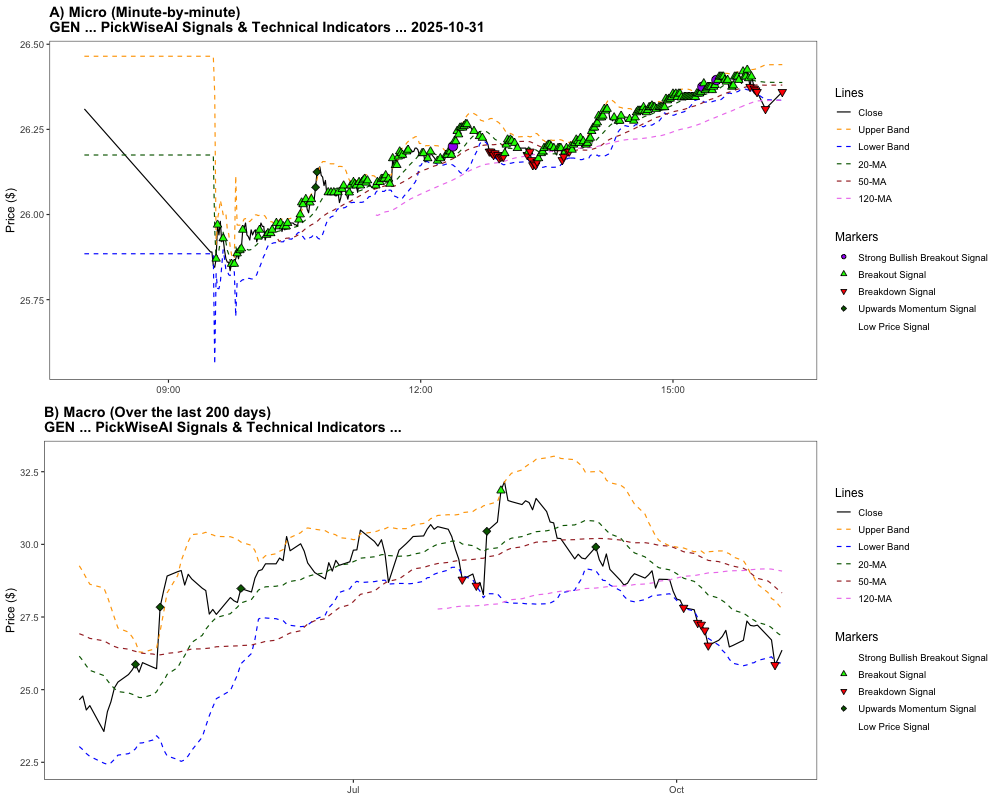 A) Micro (Minute-by-minute)
GEN ... PickWiseAI Signals & Technical Indicators ... 2025-10-31
Price ($)
26.50
26.25
26.00
25.75
09:00
12:09
15:00
Lines
Close
Upper Band
Lower Band
20-MA
50-MA
120-MA
Markers
Strong Bullish Breakout Signal
Breakout Signal
Breakdown Signal
Upwards Momentum Signal
Low Price Signal
B) Macro (Over the last 200 days)
GEN ... PickWiseAI Signals & Technical Indicators ...
Price ($)
32.5
30.0
27.5
25.0
22.5
Jul
Oct
Lines
Close
Upper Band
Lower Band
20-MA
50-MA
120-MA
Markers
Strong Bullish Breakout Signal
Breakout Signal
Breakdown Signal
Upwards Momentum Signal
Low Price Signal